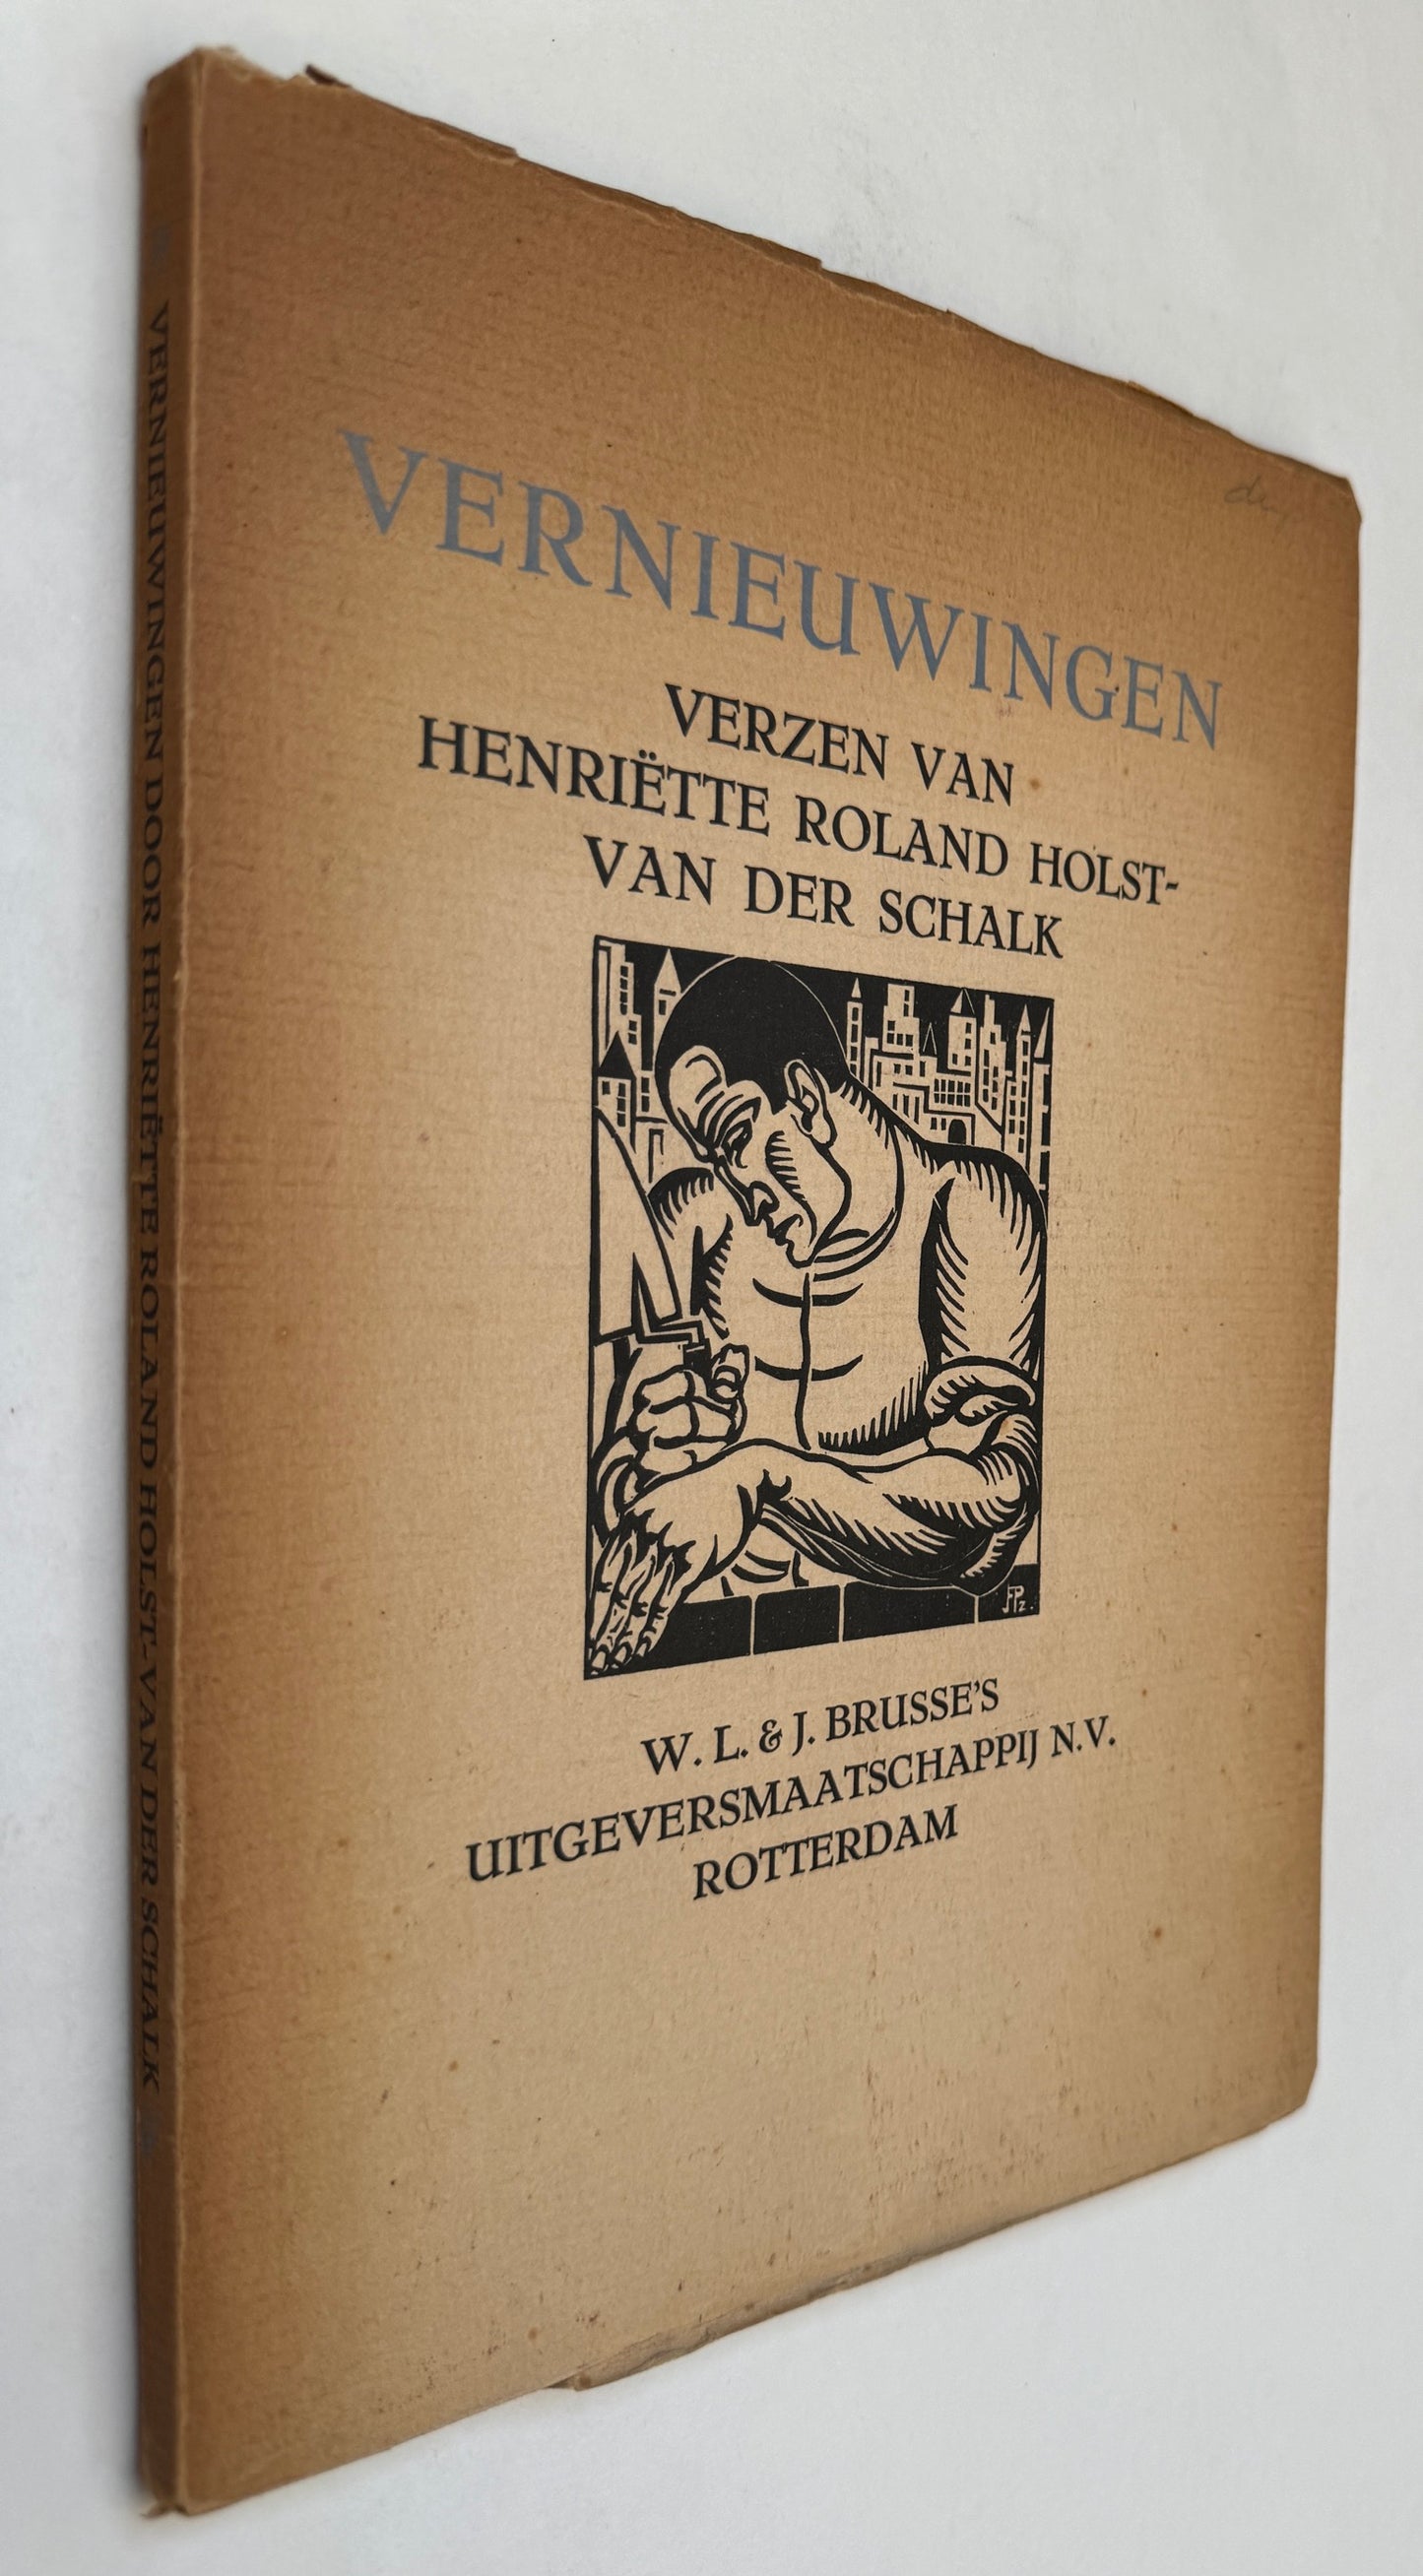 VERNIEUWINGEN
VERZEN VAN
HENRIËTTE ROLAND HOLST-
VAN DER SCHALK
W. L. & J. BRUSSE'S
UITGEVERSMAATSCHAPPIJ N.V.
ROTTERDAM
VERNIEUWINGEN DOOR HENRIËTTE ROLAND HOLST-VAN DER SCHALK